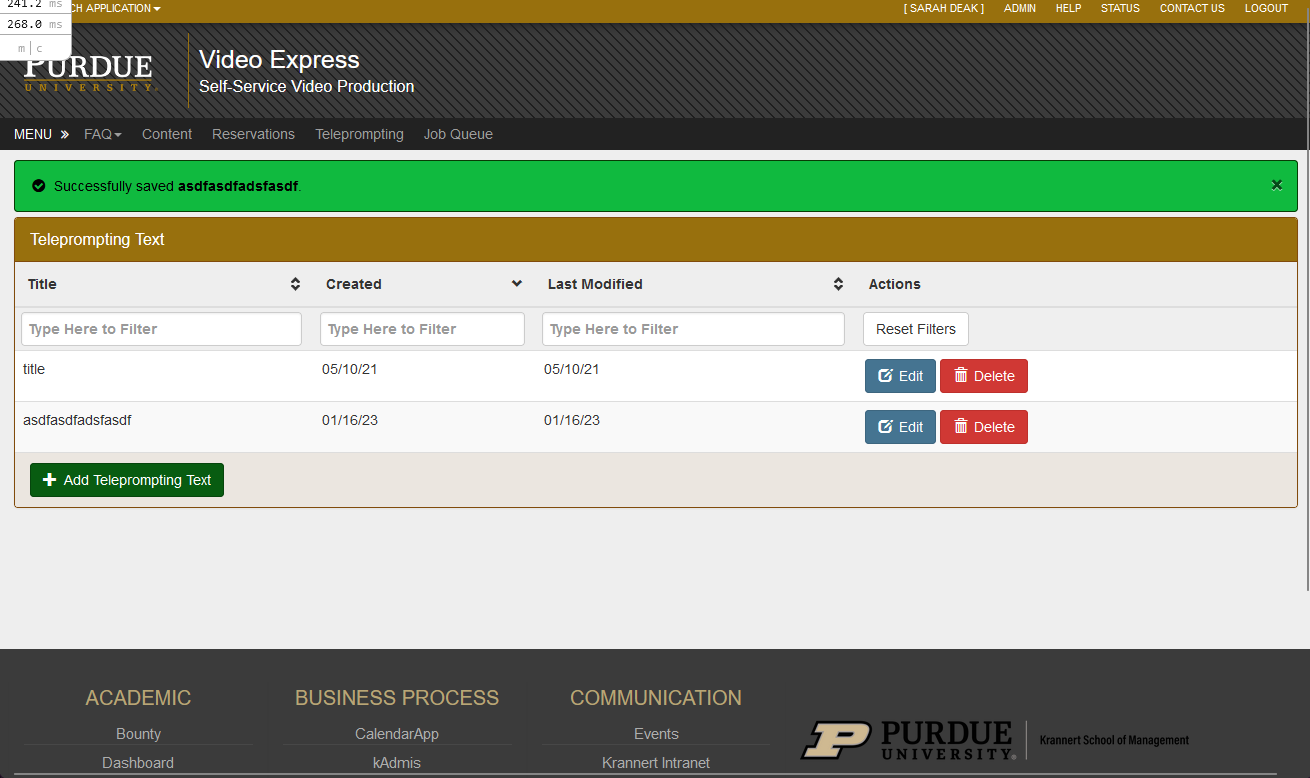 241.2 ms
268.0 ms
m | c
CH APPLICATION
[ SARAH DEAK ] ADMIN HELP STATUS CONTACT US LOGOUT
PURDUE
UNIVERSITY.
Video Express
Self-Service Video Production
MENU » FAQ Content Reservations Teleprompting Job Queue
Successfully saved asdfasdfadsfasdf.
Teleprompting Text
Title Created Last Modified Actions
Type Here to Filter Type Here to Filter Type Here to Filter Reset Filters
title 05/10/21 05/10/21 Edit Delete
asdfasdfadsfasdf 01/16/23 01/16/23 Edit Delete
Add Teleprompting Text
ACADEMIC BUSINESS PROCESS COMMUNICATION
Bounty CalendarApp Events
Dashboard kAdmis Krannert Intranet
PURDUE
UNIVERSITY.
Krannert School of Management